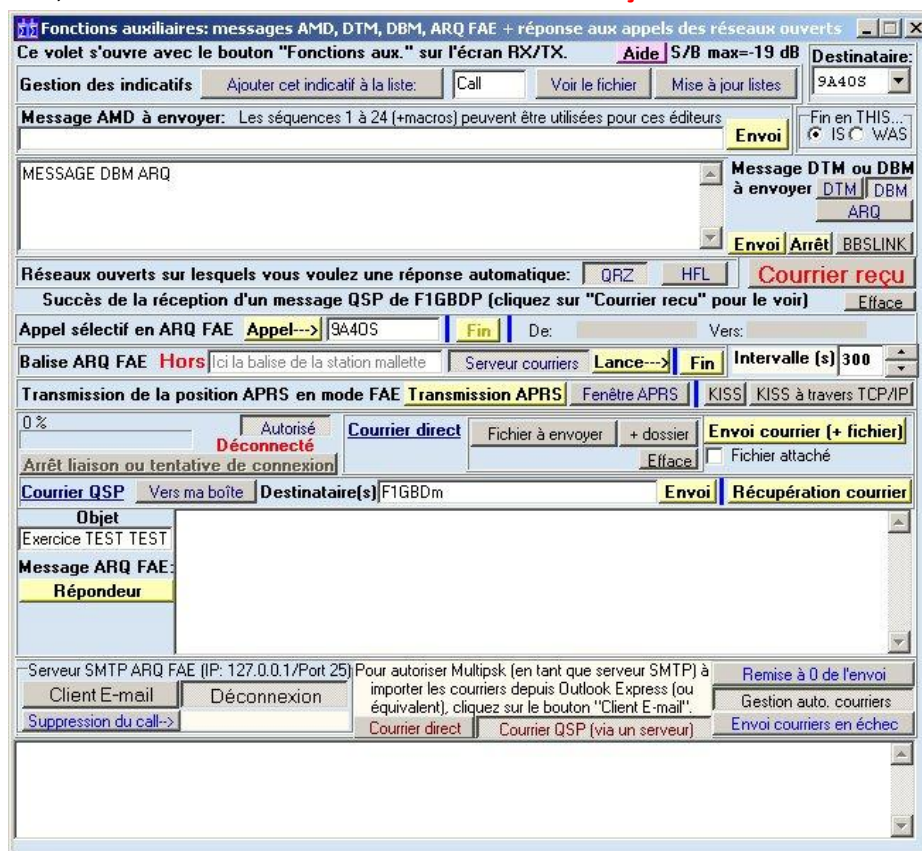 Fonctions auxiliaires: messages AMD, DTM, DBM, ARQ FAE + réponse aux appels des réseaux ouverts
Ce volet s'ouvre avec le bouton "Fonctions aux." sur l'écran RX/TX. Aide S/B max=-19 dB Destinataire:
Gestion des indicatifs Ajouter cet indicatif à la liste: Call Voir le fichier Mise à jour listes 9A4OS
Message AMD à envoyer: Les séquences 1 à 24 (+macros) peuvent être utilisées pour ces éditeurs Envoi Fin en THIS...
IS WAS
MESSAGE DBM ARQ
Message DTM ou DBM
à envoyer DTM DBM
ARQ
Envoi Arrêt BBSLINK
Réseaux ouverts sur lesquels vous voulez une réponse automatique: QRZ HFL Courrier reçu
Succès de la réception d'un message QSP de F1GBDP (cliquez sur "Courrier recu" pour le voir) Efface
Appel sélectif en ARQ FAE Appel---> 9A4OS Fin De: Vers:
Balise ARQ FAE Hors Ici la balise de la station mallette Serveur courriers Lance---> Fin Intervalle (s) 300
Transmission de la position APRS en mode FAE Transmission APRS Fenêtre APRS KISS KISS à travers TCP/IP
0 % Autorisé Courrier direct Fichier à envoyer + dossier Envoi courrier (+ fichier)
Déconnecté
Arrêt liaison ou tentative de connexion Efface Fichier attaché
Courrier QSP Vers ma boîte Destinataire(s) F1GBDm Envoi Récupération courrier
Objet
Exercice TEST TEST
Message ARQ FAE:
Répondeur
Serveur SMTP ARQ FAE (IP: 127.0.0.1/Port 25)
Client E-mail Déconnexion
Suppression du call-->
Pour autoriser Multipsk (en tant que serveur SMTP) à
importer les courriers depuis Outlook Express (ou
équivalent), cliquez sur le bouton "Client E-mail".
Courrier direct Courrier QSP (via un serveur)
Remise à 0 de l'envoi
Gestion auto. courriers
Envoi courriers en échec